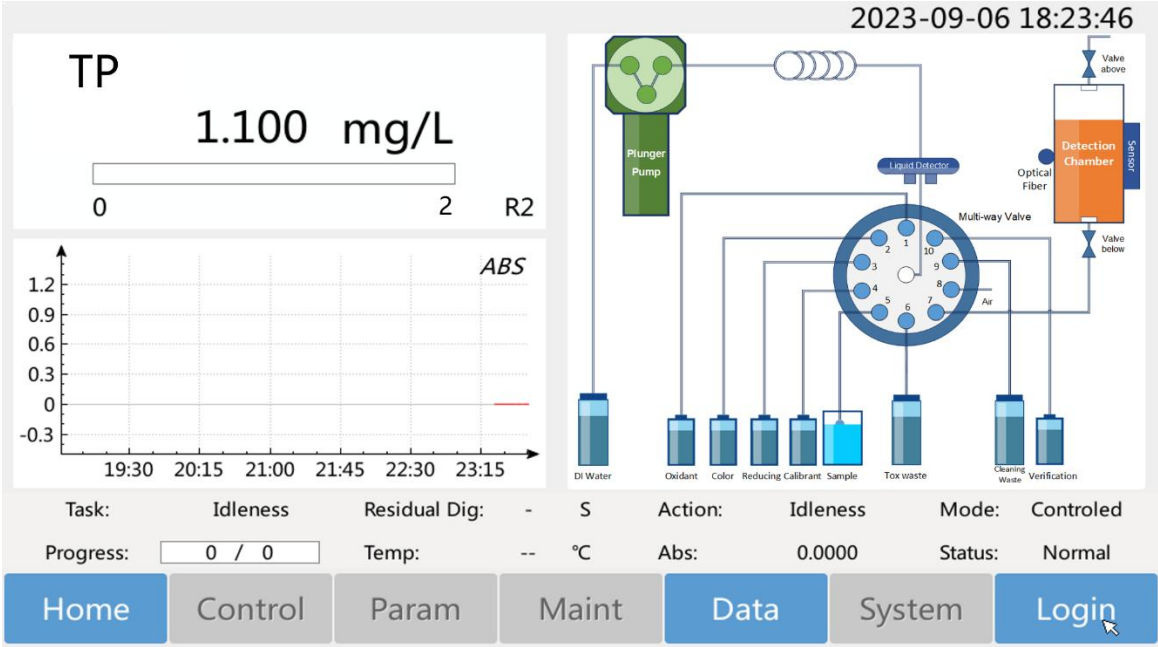 2023-09-06 18:23:46
TP
1.100 mg/L
0 2 R2
ABS
1.2
0.9
0.6
0.3
0
-0.3
19:30 20:15 21:00 21:45 22:30 23:15
Valve
above
Plunger
Pump
Liquid Detector
Detection
Chamber
Sensor
Optical
Fiber
Multi-way Valve
Valve
below
1
2
3
4
5
6
7
8
9
10
Air
DI Water
Oxidant
Color
Reducing
Calibrant
Sample
Tox waste
Cleaning
Waste
Verification
Task: Idleness Residual Dig: - S Action: Idleness Mode: Controled
Progress: 0 / 0 Temp: -- ℃ Abs: 0.0000 Status: Normal
Home Control Param Maint Data System Login